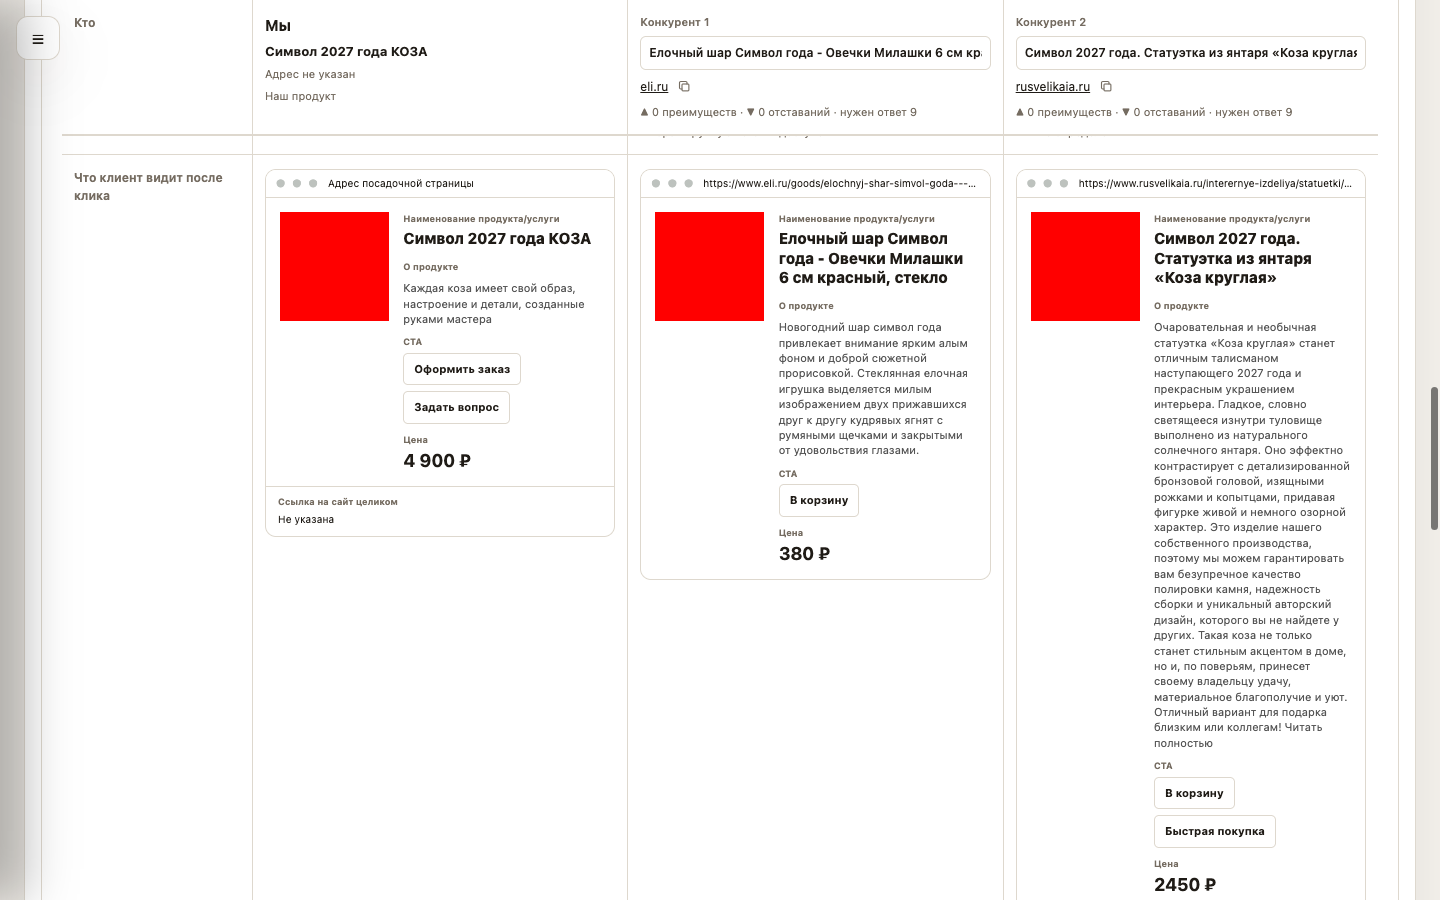 Кто
Мы
Символ 2027 года КОЗА
Адрес не указан
Наш продукт
Конкурент 1
Елочный шар Символ года - Овечки Милашки 6 см кра
eli.ru
▲ 0 преимуществ · ▼ 0 отставаний · нужен ответ 9
Конкурент 2
Символ 2027 года. Статуэтка из янтаря «Коза круглая
rusvelikaia.ru
▲ 0 преимуществ · ▼ 0 отставаний · нужен ответ 9
Что клиент видит после
клика
Адрес посадочной страницы
Наименование продукта/услуги
Символ 2027 года КОЗА
О продукте
Каждая коза имеет свой образ,
настроение и детали, созданные
руками мастера
CTA
Оформить заказ
Задать вопрос
Цена
4 900 ₽
Ссылка на сайт целиком
Не указана
https://www.eli.ru/goods/elochnyj-shar-simvol-goda---...
Наименование продукта/услуги
Елочный шар Символ
года - Овечки Милашки
6 см красный, стекло
О продукте
Новогодний шар символ года
привлекает внимание ярким алым
фоном и доброй сюжетной
прорисовкой. Стеклянная елочная
игрушка выделяется милым
изображением двух прижавшихся
друг к другу кудрявых ягнят с
румяными щечками и закрытыми
от удовольствия глазами.
CTA
В корзину
Цена
380 ₽
https://www.rusvelikaia.ru/interernye-izdeliya/statuetki/...
Наименование продукта/услуги
Символ 2027 года.
Статуэтка из янтаря
«Коза круглая»
О продукте
Очаровательная и необычная
статуэтка «Коза круглая» станет
отличным талисманом
наступающего 2027 года и
прекрасным украшением
интерьера. Гладкое, словно
светящееся изнутри туловище
выполнено из натурального
солнечного янтаря. Оно эффектно
контрастирует с детализированной
бронзовой головой, изящными
рожками и копытцами, придавая
фигурке живой и немного озорной
характер. Это изделие нашего
собственного производства,
поэтому мы можем гарантировать
вам безупречное качество
полировки камня, надежность
сборки и уникальный авторский
дизайн, которого вы не найдете у
других. Такая коза не только
станет стильным акцентом в доме,
но и, по поверьям, принесет
своему владельцу удачу,
материальное благополучие и уют.
Отличный вариант для подарка
близким или коллегам! Читать
полностью
CTA
В корзину
Быстрая покупка
Цена
2450 ₽